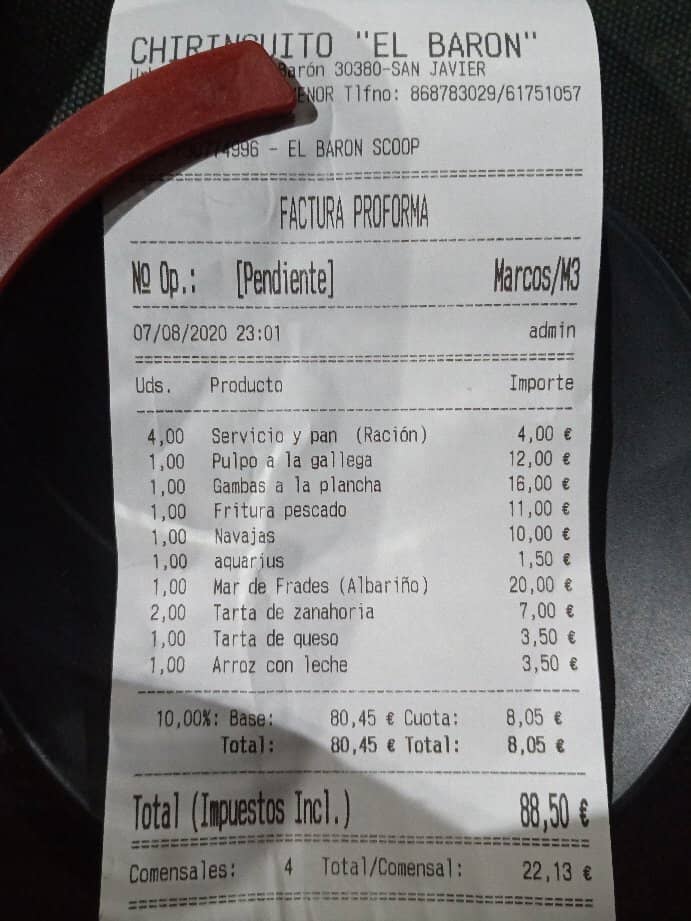 CHIRINGUITO "EL BARON"
Barón 30380-SAN JAVIER
MENOR Tlfno: 868783029/61751057
4996 - EL BARON SCOOP
FACTURA PROFORMA
Nº Op.: [Pendiente] Marcos/M3
07/08/2020 23:01 admin
Uds. Producto Importe
4,00 Servicio y pan (Ración) 4,00 €
1,00 Pulpo a la gallega 12,00 €
1,00 Gambas a la plancha 16,00 €
1,00 Fritura pescado 11,00 €
1,00 Navajas 10,00 €
1,00 aquarius 1,50 €
1,00 Mar de Frades (Albariño) 20,00 €
2,00 Tarta de zanahoria 7,00 €
1,00 Tarta de queso 3,50 €
1,00 Arroz con leche 3,50 €
10,00%: Base: 80,45 € Cuota: 8,05 €
Total: 80,45 € Total: 8,05 €
Total (Impuestos Incl.) 88,50 €
Comensales: 4 Total/Comensal: 22,13 €